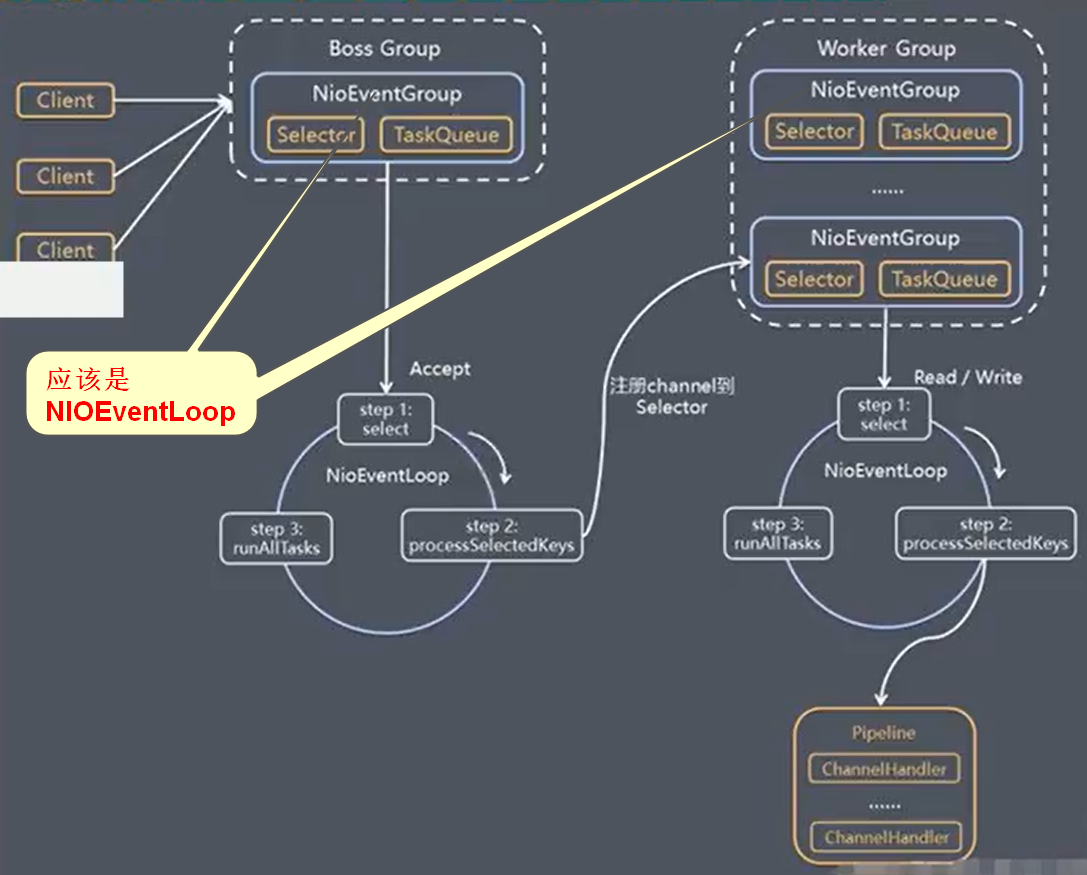 Boss Group
NioEventGroup
Selector
TaskQueue
Client
Client
Client
Worker Group
NioEventGroup
Selector
TaskQueue
......
NioEventGroup
Selector
TaskQueue
应该是
NIOEventLoop
Accept
step 1:
select
NioEventLoop
step 2:
processSelectedKeys
step 3:
runAllTasks
注册channel到
Selector
Read / Write
step 1:
select
NioEventLoop
step 2:
processSelectedKeys
step 3:
runAllTasks
Pipeline
ChannelHandler
......
ChannelHandler